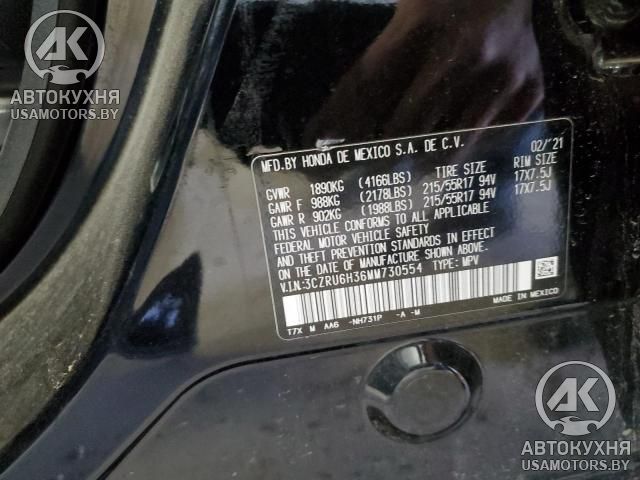 AK
АВТОКУХНЯ
USAMOTORS.BY
MFD.BY HONDA DE MEXICO S.A. DE C.V. 02/'21
GVWR 1890KG (4166LBS) TIRE SIZE RIM SIZE
GAWR F 988KG (2178LBS) 215/55R17 94V 17X7.5J
GAWR R 902KG (1988LBS) 215/55R17 94V 17X7.5J
THIS VEHICLE CONFORMS TO ALL APPLICABLE
FEDERAL MOTOR VEHICLE SAFETY
AND THEFT PREVENTION STANDARDS IN EFFECT
ON THE DATE OF MANUFACTURE SHOWN ABOVE.
V.I.N:3CZRU6H36MM730554 TYPE: MPV
T7X M AA6 -NH731P -A -M MADE IN MEXICO
AK
АВТОКУХНЯ
USAMOTORS.BY